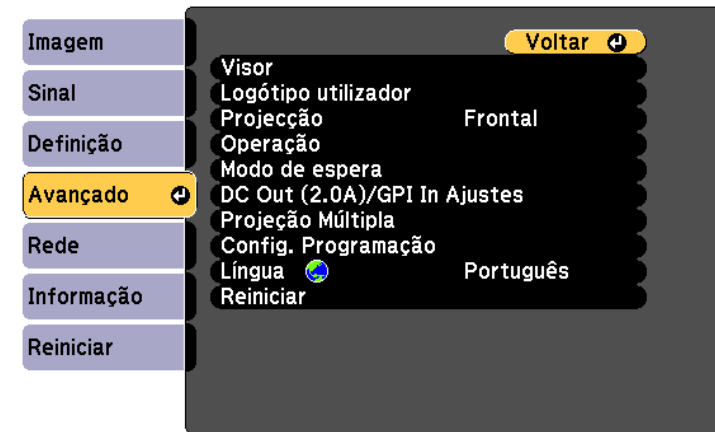 Imagem
Sinal
Definição
Avançado
Rede
Informação
Reiniciar
Voltar
Visor
Logótipo utilizador
Projecção Frontal
Operação
Modo de espera
DC Out (2.0A)/GPI In Ajustes
Projeção Múltipla
Config. Programação
Língua Português
Reiniciar